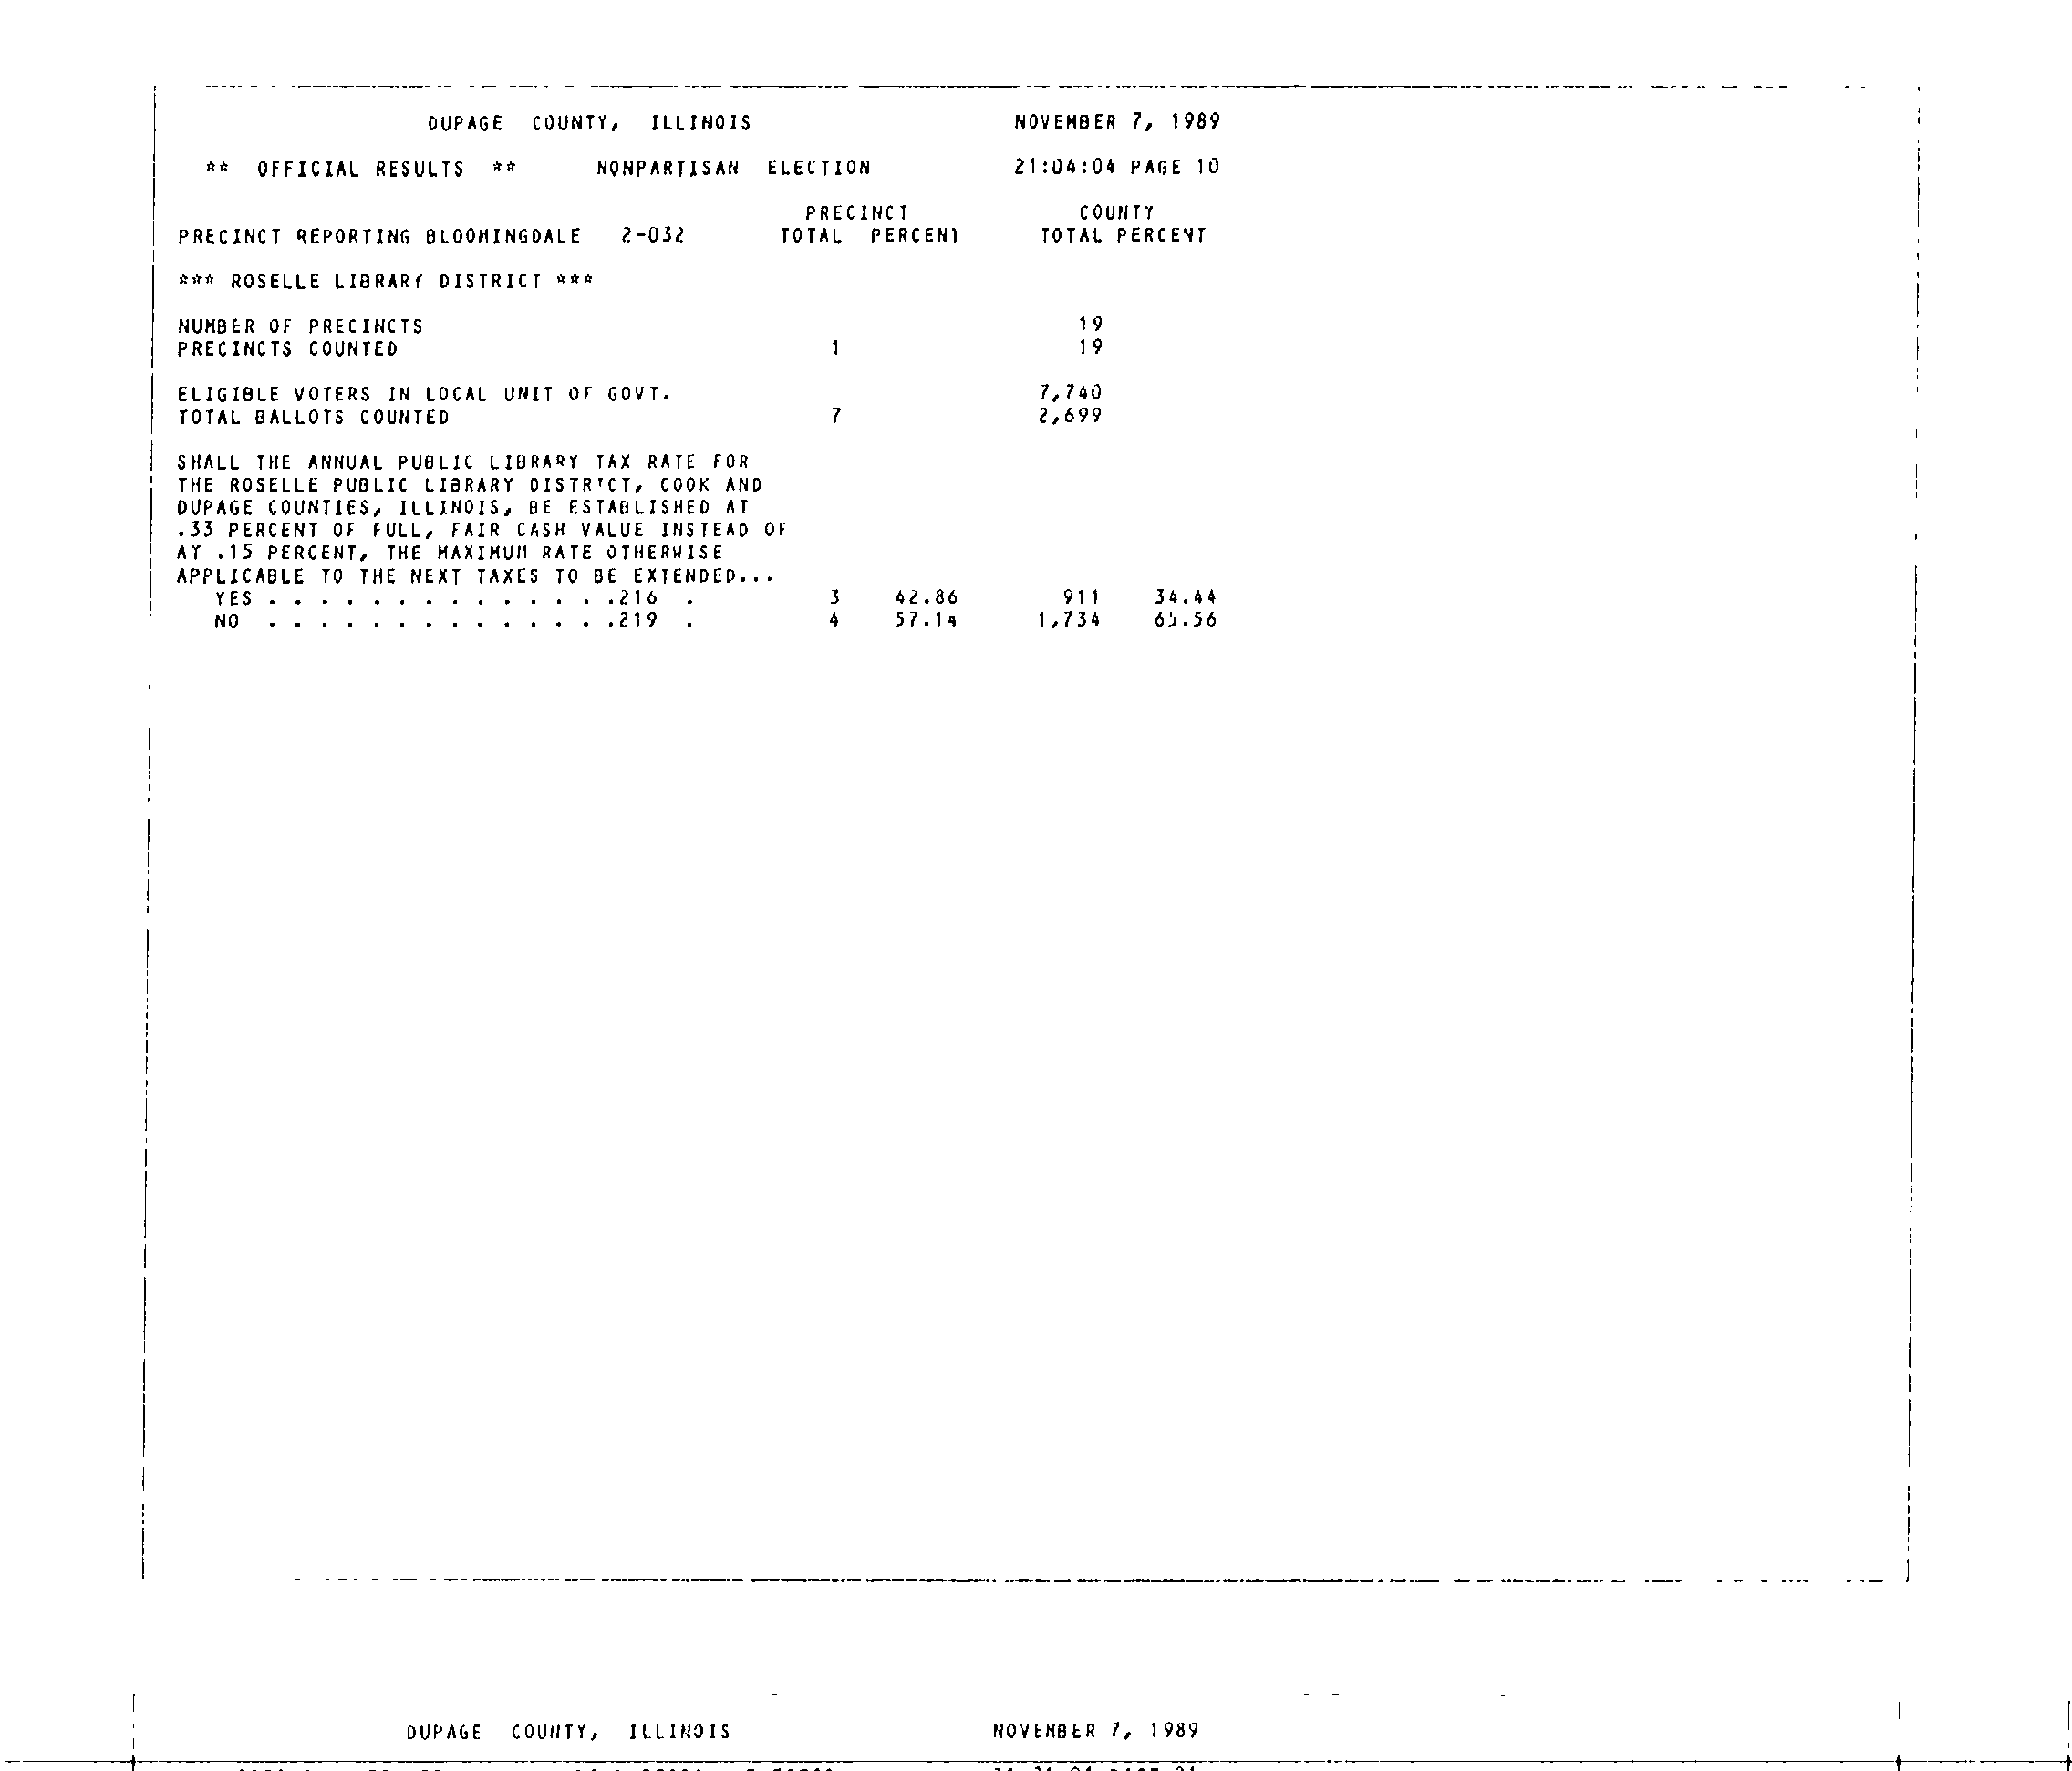 DUPAGE COUNTY, ILLINOIS NOVEMBER 7, 1989
** OFFICIAL RESULTS ** NONPARTISAN ELECTION 21:04:04 PAGE 10
PRECINCT COUNTY
PRECINCT REPORTING BLOOMINGDALE 2-032 TOTAL PERCENT TOTAL PERCENT
*** ROSELLE LIBRARY DISTRICT ***
NUMBER OF PRECINCTS 19
PRECINCTS COUNTED 1 19
ELIGIBLE VOTERS IN LOCAL UNIT OF GOVT. 7,740
TOTAL BALLOTS COUNTED 7 2,699
SHALL THE ANNUAL PUBLIC LIBRARY TAX RATE FOR
THE ROSELLE PUBLIC LIBRARY DISTRICT, COOK AND
DUPAGE COUNTIES, ILLINOIS, BE ESTABLISHED AT
.33 PERCENT OF FULL, FAIR CASH VALUE INSTEAD OF
AT .15 PERCENT, THE MAXIMUM RATE OTHERWISE
APPLICABLE TO THE NEXT TAXES TO BE EXTENDED...
YES . . . . . . . . . . . . . .216 . 3 42.86 911 34.44
NO . . . . . . . . . . . . . .219 . 4 57.14 1,734 65.56
DUPAGE COUNTY, ILLINOIS NOVEMBER 7, 1989